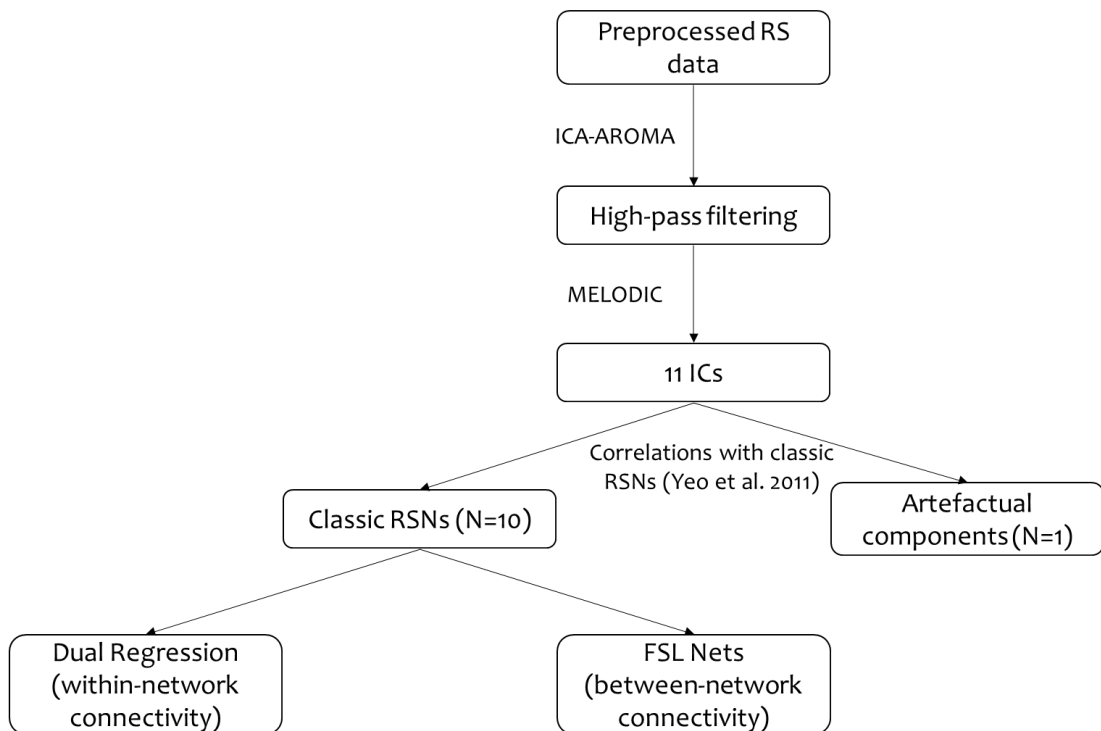 Preprocessed RS
data
ICA-AROMA
High-pass filtering
MELODIC
11 ICs
Correlations with classic
RSNs (Yeo et al. 2011)
Classic RSNs (N=10)
Artefactual
components (N=1)
Dual Regression
(within-network
connectivity)
FSL Nets
(between-network
connectivity)